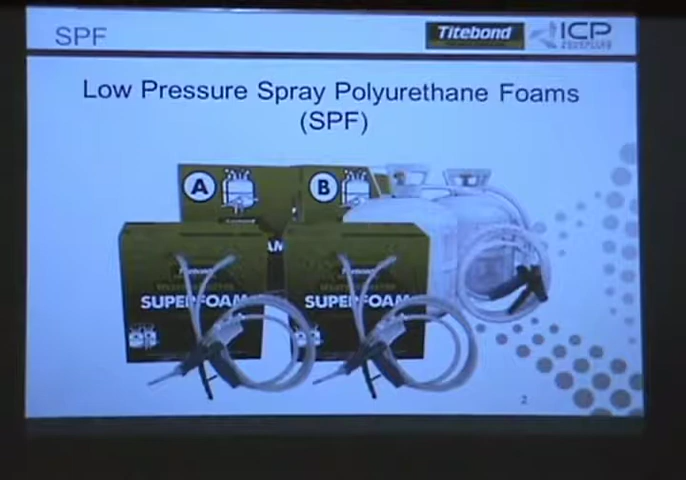 SPF
Titebond
ICP
Low Pressure Spray Polyurethane Foams
(SPF)
A
B
SUPERFOAM
SUPERFOAM
2